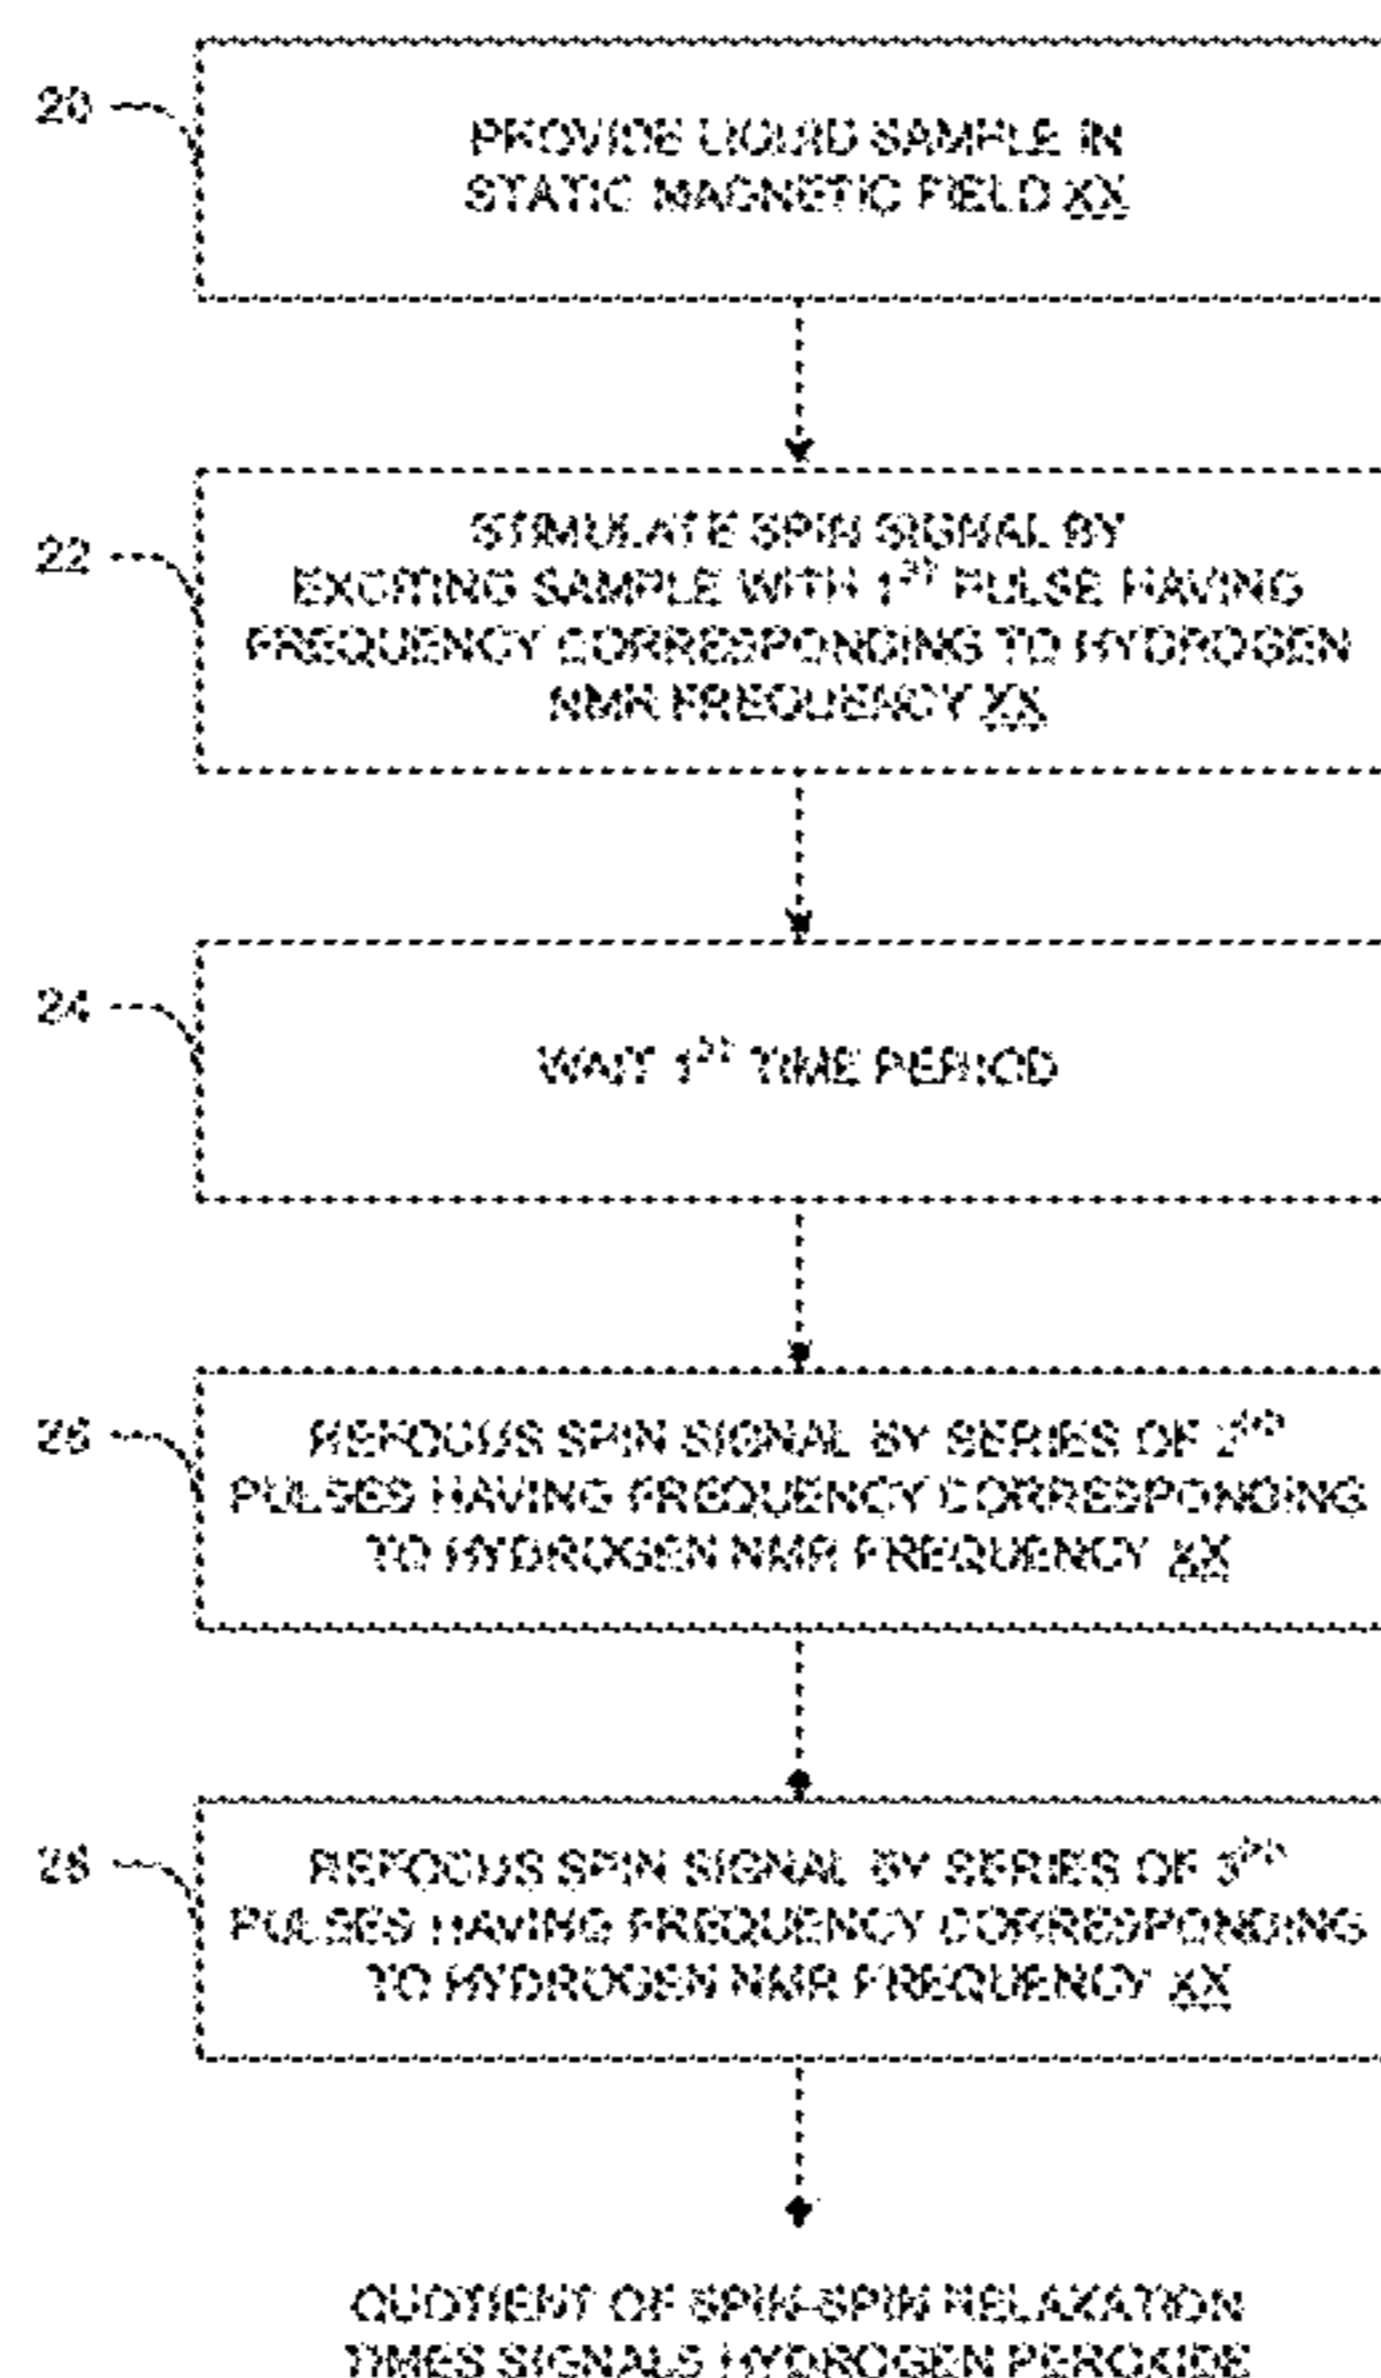 20
PROVIDE LIQUID SAMPLE IN
STATIC MAGNETIC FIELD XX
22
STIMULATE SPIN SIGNAL BY
EXCITING SAMPLE WITH 1ST PULSE HAVING
FREQUENCY CORRESPONDING TO HYDROGEN
NMR FREQUENCY XX
24
WAIT 1ST TIME PERIOD
26
REFOCUS SPIN SIGNAL BY SERIES OF 2ND
PULSES HAVING FREQUENCY CORRESPONDING
TO HYDROGEN NMR FREQUENCY XX
28
REFOCUS SPIN SIGNAL BY SERIES OF 3RD
PULSES HAVING FREQUENCY CORRESPONDING
TO HYDROGEN NMR FREQUENCY XX
QUOTIENT OF SPIN-SPIN RELAXATION
TIMES SIGNALS HYDROGEN PEROXIDE